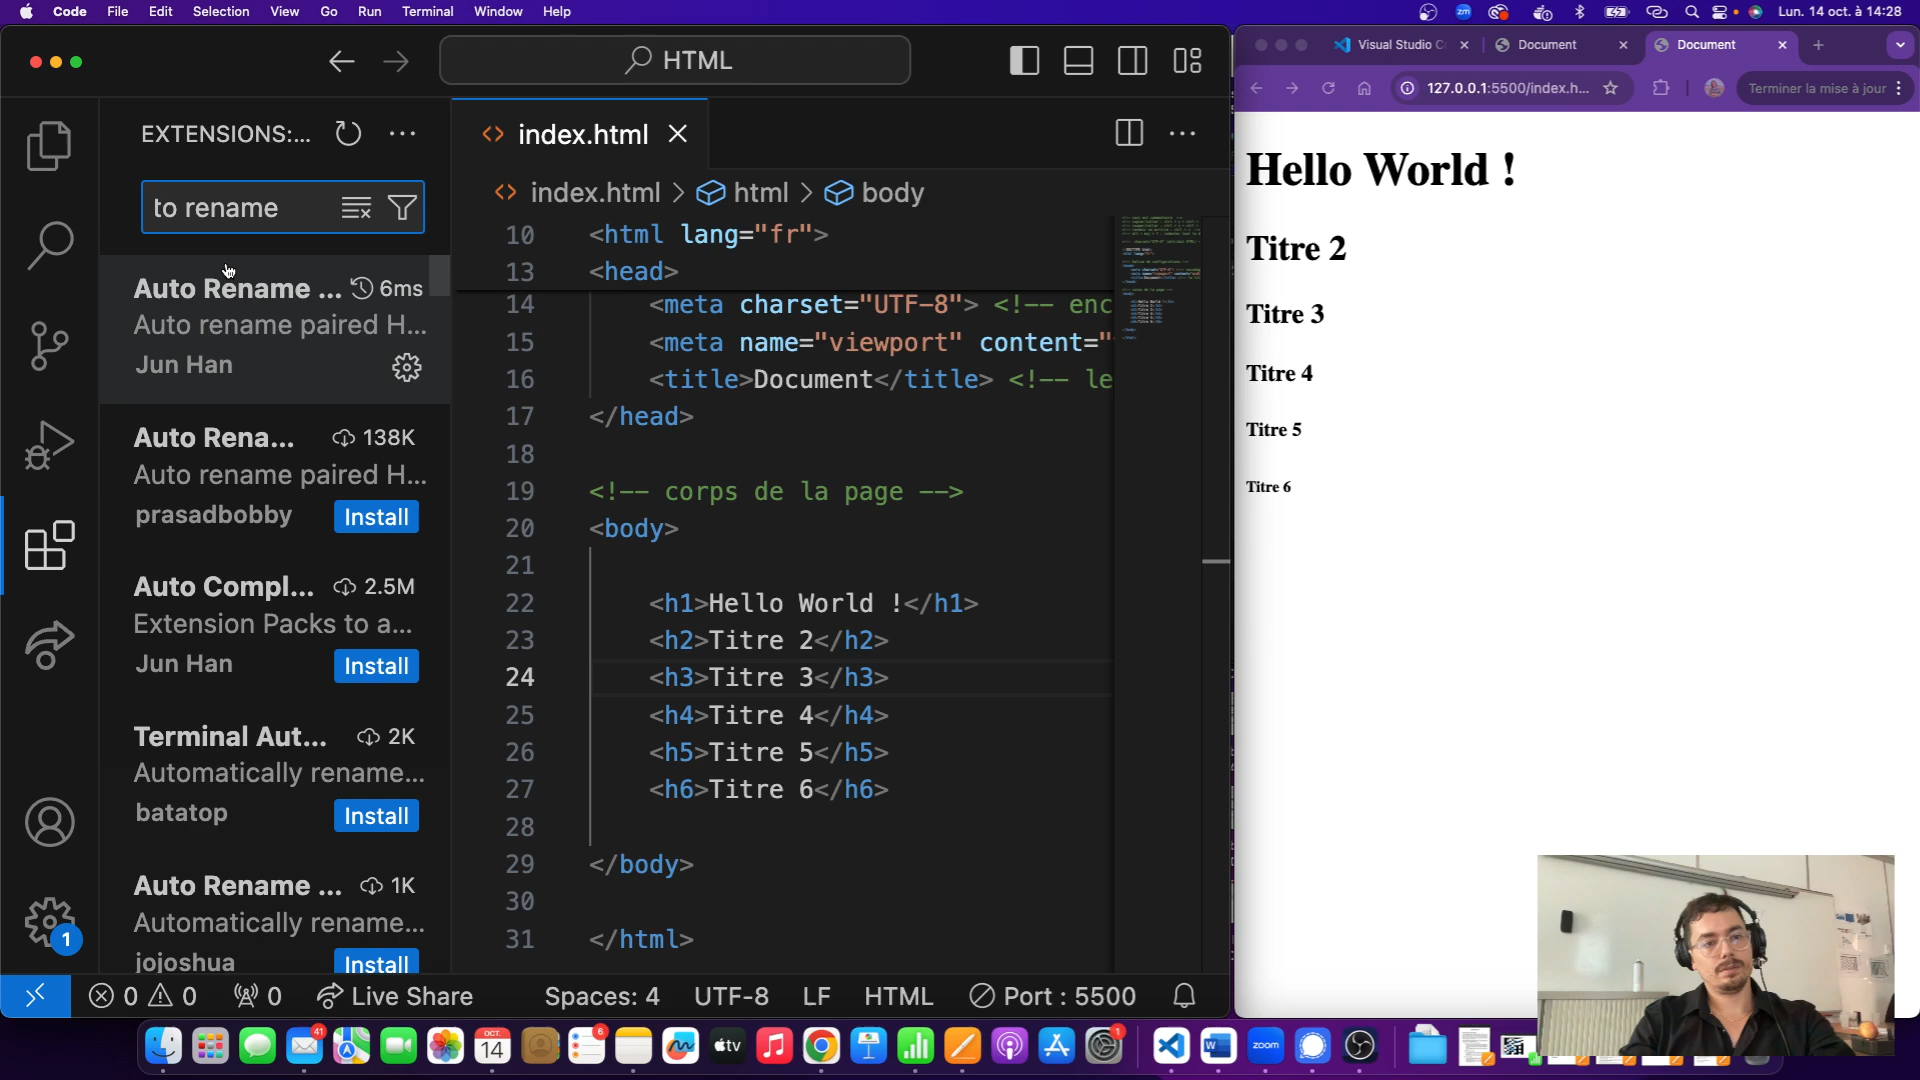 Code File Edit Selection View Go Run Terminal Window Help
zm
Lun. 14 oct. à 14:28
HTML
Visual Studio C
Document
Document
127.0.0.1:5500/index.h...
Terminer la mise à jour
EXTENSIONS:...
to rename
Auto Rename ... 6ms
Auto rename paired H...
Jun Han
Auto Rena... 138K
Auto rename paired H...
prasadbobby Install
Auto Compl... 2.5M
Extension Packs to a...
Jun Han Install
Terminal Aut... 2K
Automatically rename...
batatop Install
Auto Rename ... 1K
Automatically rename...
jojoshua Install
1
index.html
index.html > html > body
10 <html lang="fr">
13 <head>
14 <meta charset="UTF-8"> <!-- enc
15 <meta name="viewport" content="
16 <title>Document</title> <!-- le
17 </head>
18
19 <!-- corps de la page -->
20 <body>
21
22 <h1>Hello World !</h1>
23 <h2>Titre 2</h2>
24 <h3>Titre 3</h3>
25 <h4>Titre 4</h4>
26 <h5>Titre 5</h5>
27 <h6>Titre 6</h6>
28
29 </body>
30
31 </html>
0 0 0 Live Share Spaces: 4 UTF-8 LF HTML Port : 5500
Hello World !
Titre 2
Titre 3
Titre 4
Titre 5
Titre 6
41
OCT.
14
6
tv
1
W
zoom